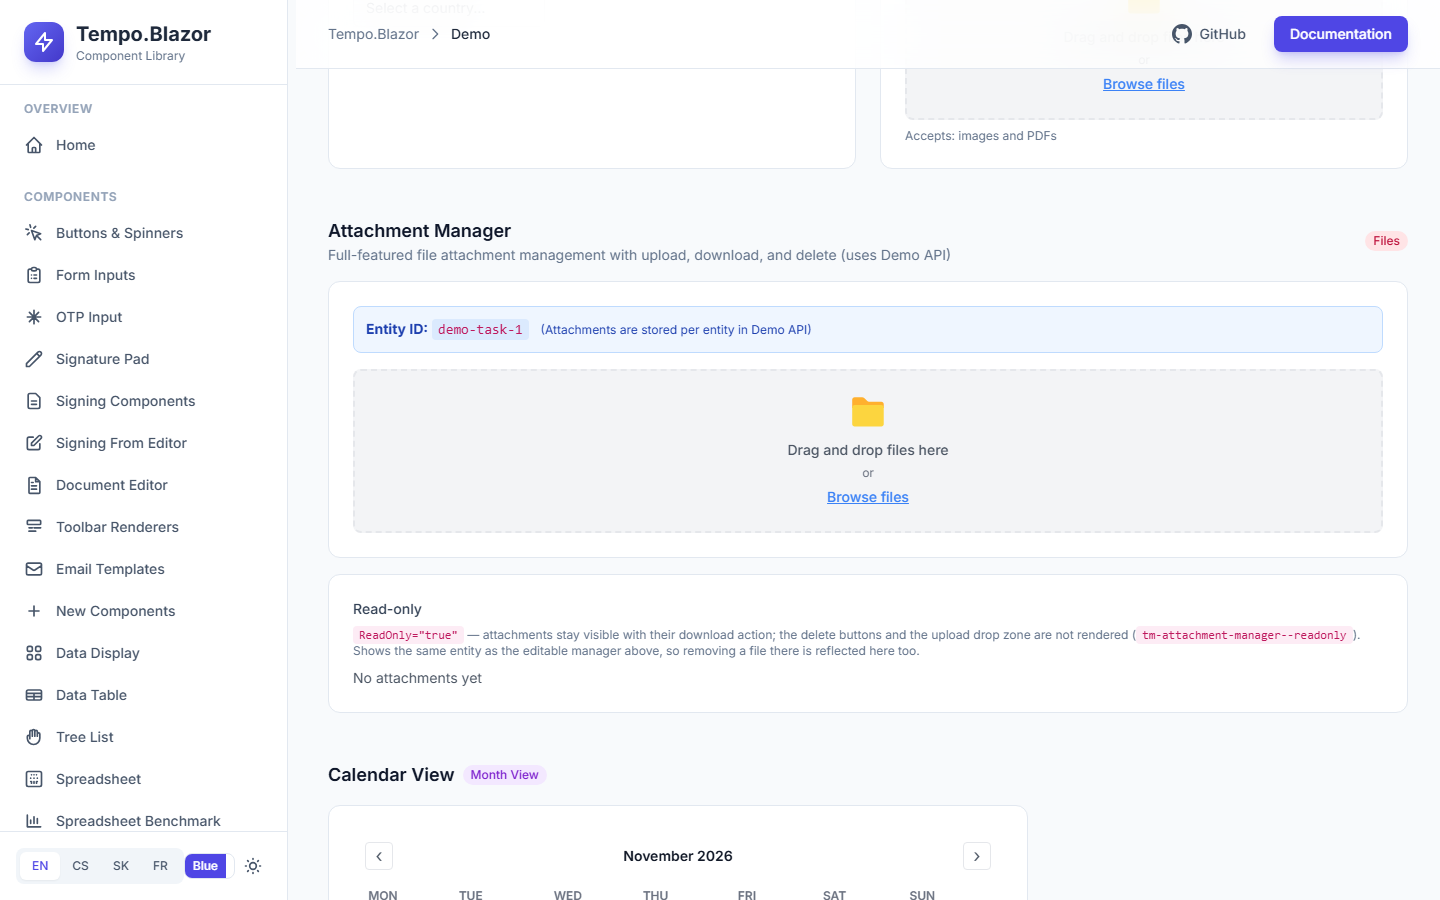 Tempo.Blazor
Component Library
OVERVIEW
Home
COMPONENTS
Buttons & Spinners
Form Inputs
OTP Input
Signature Pad
Signing Components
Signing From Editor
Document Editor
Toolbar Renderers
Email Templates
New Components
Data Display
Data Table
Tree List
Spreadsheet
Spreadsheet Benchmark
EN CS SK FR Blue
Tempo.Blazor > Demo
GitHub
Documentation
Select a country...
or
Browse files
Accepts: images and PDFs
Attachment Manager
Full-featured file attachment management with upload, download, and delete (uses Demo API)
Files
Entity ID: demo-task-1 (Attachments are stored per entity in Demo API)
Drag and drop files here
or
Browse files
Read-only
ReadOnly="true" — attachments stay visible with their download action; the delete buttons and the upload drop zone are not rendered ( tm-attachment-manager--readonly ).
Shows the same entity as the editable manager above, so removing a file there is reflected here too.
No attachments yet
Calendar View Month View
November 2026
MON TUE WED THU FRI SAT SUN